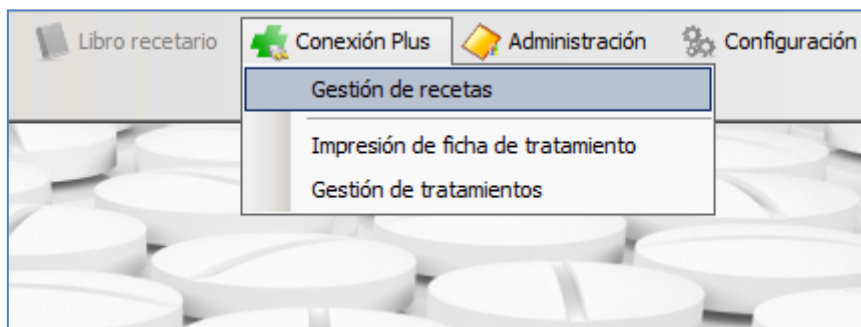 Libro recetario Conexión Plus Administración Configuración
Gestión de recetas
Impresión de ficha de tratamiento
Gestión de tratamientos